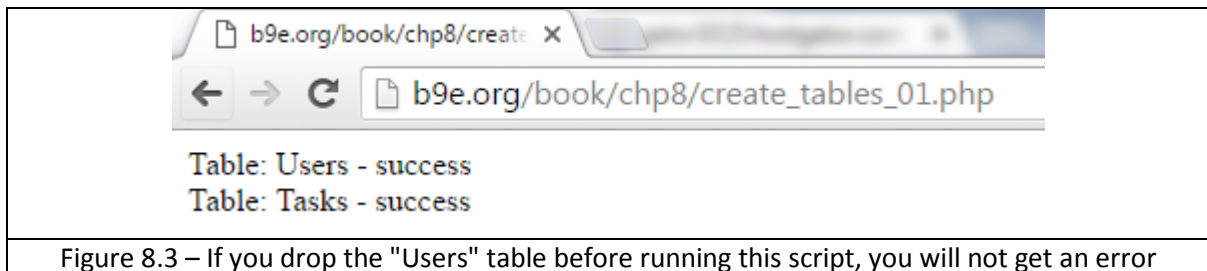 b9e.org/book/chp8/create
b9e.org/book/chp8/create_tables_01.php
Table: Users - success
Table: Tasks - success
Figure 8.3 – If you drop the "Users" table before running this script, you will not get an error